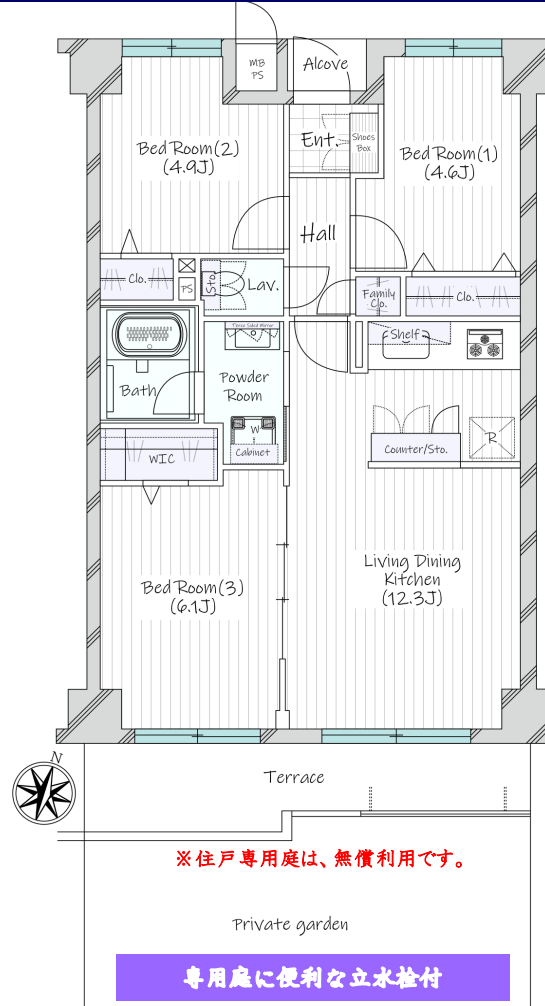 MB
PS
Alcove
Ent.
Shoes
Box
Bed Room(2)
(4.9J)
Bed Room(1)
(4.6J)
Hall
Clo.
PS
Sto.
Lav.
Family
Clo.
Clo.
Three Sided Mirror
Shelf
Bath
Powder
Room
W
Cabinet
WIC
Counter/Sto.
R
Bed Room(3)
(6.1J)
Living Dining
Kitchen
(12.3J)
N
Terrace
※住戸専用庭は、無償利用です。
Private garden
専用庭に便利な立水栓付